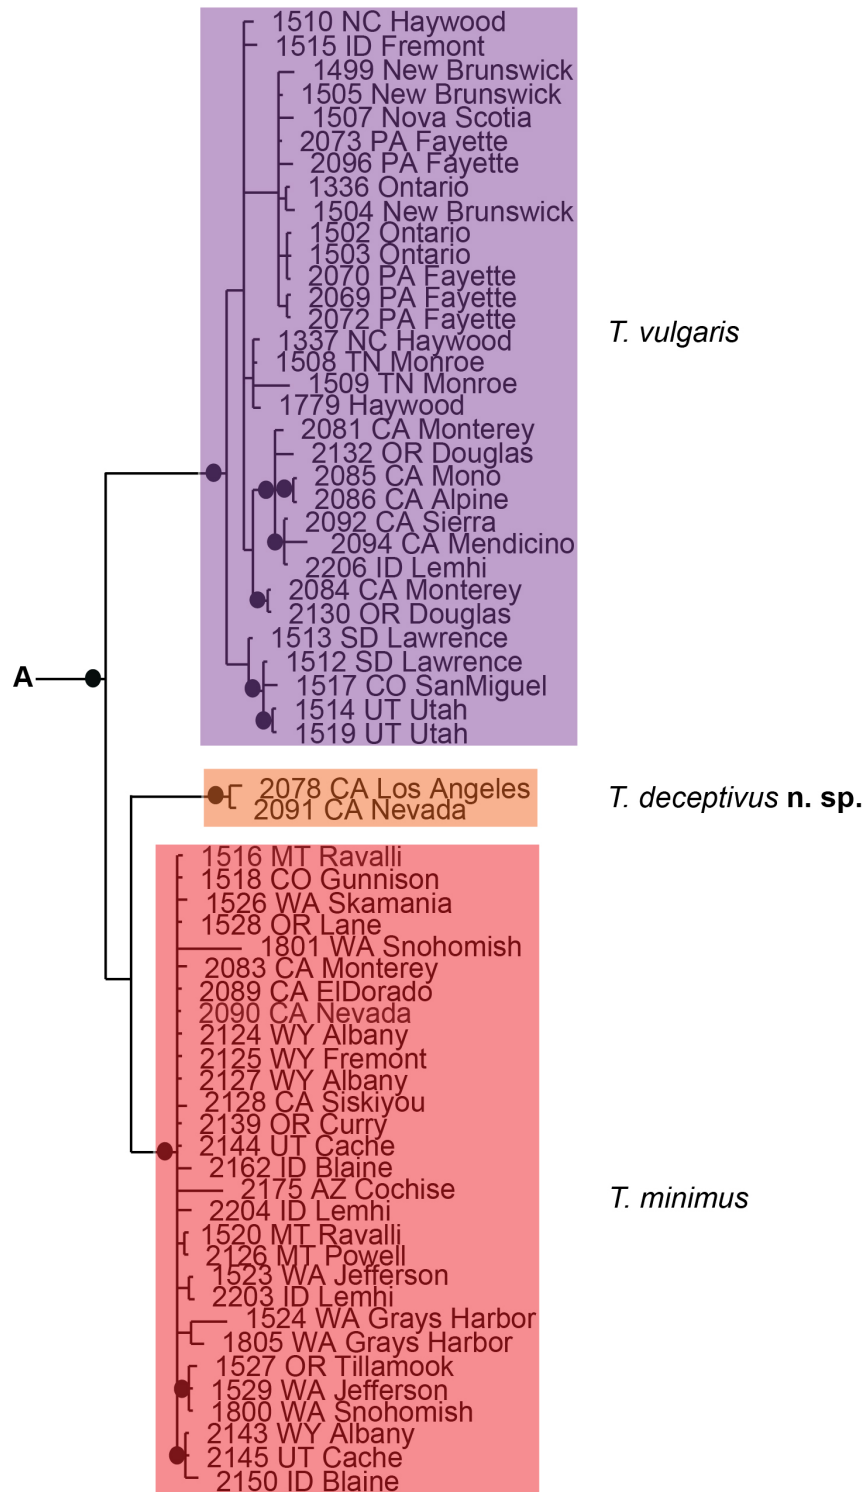 1510 NC Haywood
1515 ID Fremont
1499 New Brunswick
1505 New Brunswick
1507 Nova Scotia
2073 PA Fayette
2096 PA Fayette
1336 Ontario
1504 New Brunswick
1502 Ontario
1503 Ontario
2070 PA Fayette
2069 PA Fayette
2072 PA Fayette
T. vulgaris
1337 NC Haywood
1508 TN Monroe
1509 TN Monroe
1779 Haywood
2081 CA Monterey
2132 OR Douglas
2085 CA Mono
2086 CA Alpine
2092 CA Sierra
2094 CA Mendicino
2206 ID Lemhi
2084 CA Monterey
2130 OR Douglas
1513 SD Lawrence
1512 SD Lawrence
A
1517 CO SanMiguel
1514 UT Utah
1519 UT Utah
2078 CA Los Angeles
T. deceptivus n. sp.
2091 CA Nevada
1516 MT Ravalli
1518 CO Gunnison
1526 WA Skamania
1528 OR Lane
1801 WA Snohomish
2083 CA Monterey
2089 CA ElDorado
2090 CA Nevada
2124 WY Albany
2125 WY Fremont
2127 WY Albany
2128 CA Siskiyou
2139 OR Curry
2144 UT Cache
2162 ID Blaine
2175 AZ Cochise
T. minimus
2204 ID Lemhi
1520 MT Ravalli
2126 MT Powell
1523 WA Jefferson
2203 ID Lemhi
1524 WA Grays Harbor
1805 WA Grays Harbor
1527 OR Tillamook
1529 WA Jefferson
1800 WA Snohomish
2143 WY Albany
2145 UT Cache
2150 ID Blaine